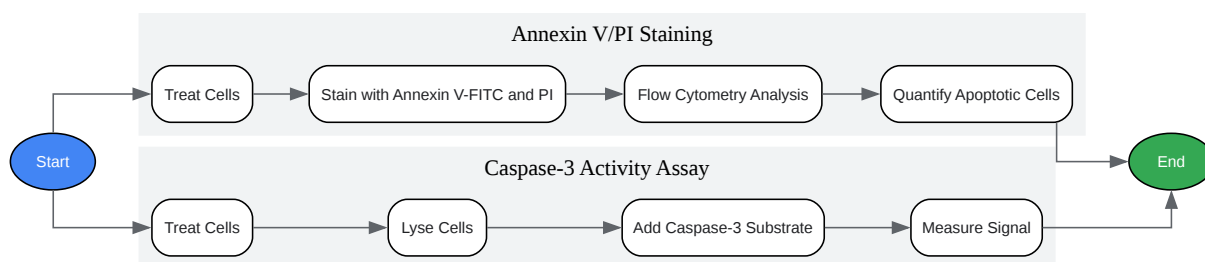 Annexin V/PI Staining
Treat Cells
Stain with Annexin V-FITC and PI
Flow Cytometry Analysis
Quantify Apoptotic Cells
Start
End
Caspase-3 Activity Assay
Treat Cells
Lyse Cells
Add Caspase-3 Substrate
Measure Signal